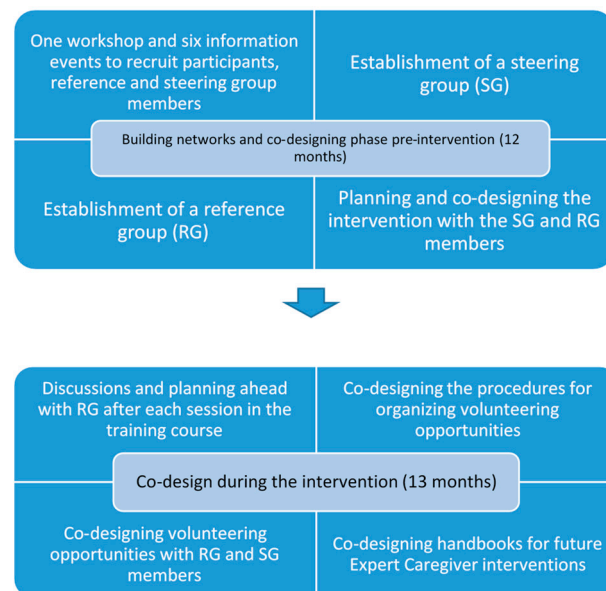 One workshop and six information
events to recruit participants,
reference and steering group
members
Establishment of a steering
group (SG)
Building networks and co-designing phase pre-intervention (12
months)
Establishment of a reference
group (RG)
Planning and co-designing the
intervention with the SG and RG
members
Discussions and planning ahead
with RG after each session in the
training course
Co-designing the procedures for
organizing volunteering
opportunities
Co-design during the intervention (13 months)
Co-designing volunteering
opportunities with RG and SG
members
Co-designing handbooks for future
Expert Caregiver interventions